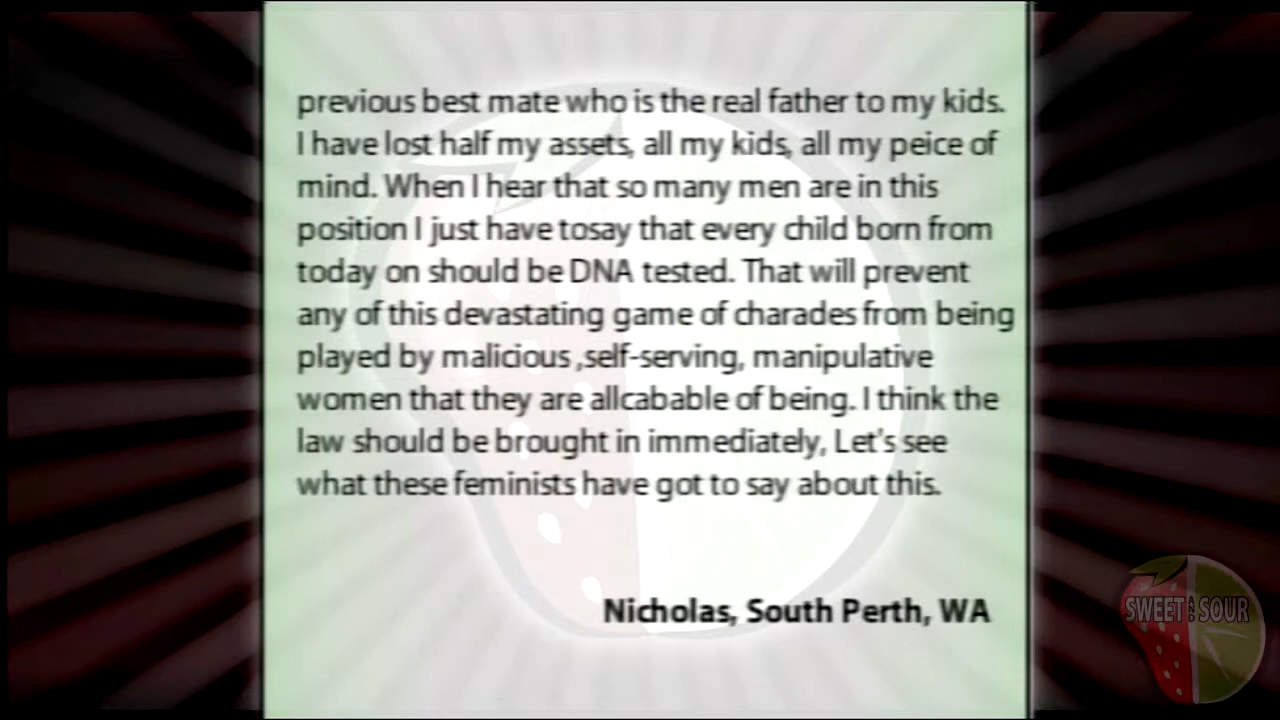 previous best mate who is the real father to my kids.
I have lost half my assets, all my kids, all my peice of
mind. When I hear that so many men are in this
position I just have tosay that every child born from
today on should be DNA tested. That will prevent
any of this devastating game of charades from being
played by malicious ,self-serving, manipulative
women that they are allcabable of being. I think the
law should be brought in immediately, Let's see
what these feminists have got to say about this.
Nicholas, South Perth, WA
SWEET AND SOUR